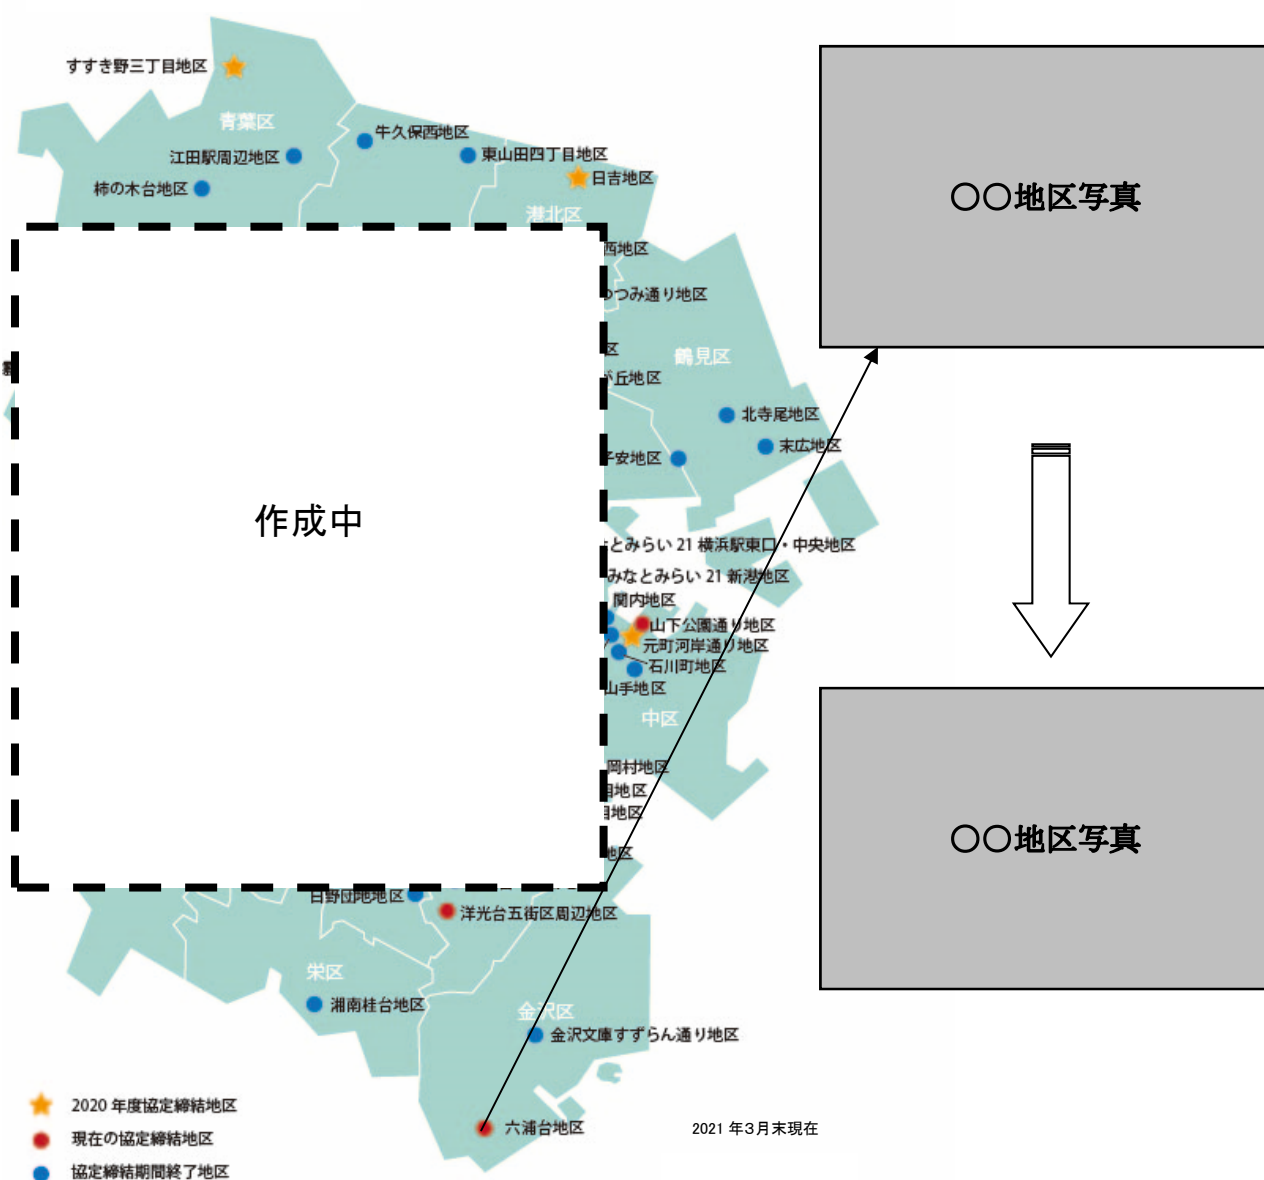 すすき野三丁目地区
青葉区
牛久保西地区
江田駅周辺地区
東山田四丁目地区
柿の木台地区
日吉地区
港北区
西地区
つみ通り地区
区
鶴見区
が丘地区
北寺尾地区
末広地区
子安地区
作成中
とみらい 21 横浜駅東口・中央地区
みなとみらい 21 新港地区
関内地区
山下公園通り地区
元町河岸通り地区
石川町地区
山手地区
中区
岡村地区
目地区
目地区
地区
日野団地地区
洋光台五街区周辺地区
栄区
湘南桂台地区
金沢区
金沢文庫すずらん通り地区
六浦台地区
2020 年度協定締結地区
現在の協定締結地区
協定締結期間終了地区
2021 年3月末現在
〇〇地区写真
〇〇地区写真